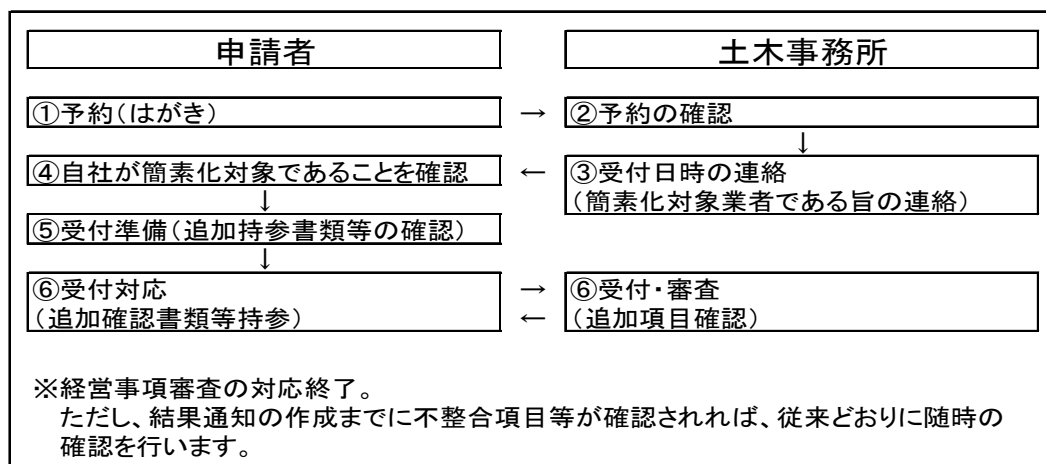 申請者
土木事務所
①予約(はがき)
→
②予約の確認
↓
④自社が簡素化対象であることを確認
←
③受付日時の連絡
(簡素化対象業者である旨の連絡)
↓
⑤受付準備(追加持参書類等の確認)
↓
⑥受付対応
(追加確認書類等持参)
→
←
⑥受付・審査
(追加項目確認)
※経営事項審査の対応終了。
ただし、結果通知の作成までに不整合項目等が確認されれば、従来どおりに随時の
確認を行います。